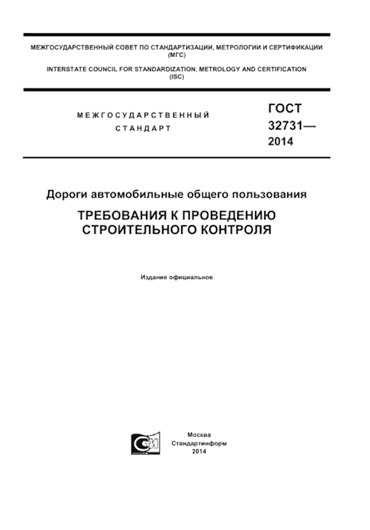 МЕЖГОСУДАРСТВЕННЫЙ СОВЕТ ПО СТАНДАРТИЗАЦИИ, МЕТРОЛОГИИ И СЕРТИФИКАЦИИ
(МГС)
INTERSTATE COUNCIL FOR STANDARDIZATION, METROLOGY AND CERTIFICATION
(ISC)
МЕЖГОСУДАРСТВЕННЫЙ
СТАНДАРТ
ГОСТ
32731—
2014
Дороги автомобильные общего пользования
ТРЕБОВАНИЯ К ПРОВЕДЕНИЮ
СТРОИТЕЛЬНОГО КОНТРОЛЯ
Издание официальное
Москва
Стандартинформ
2014